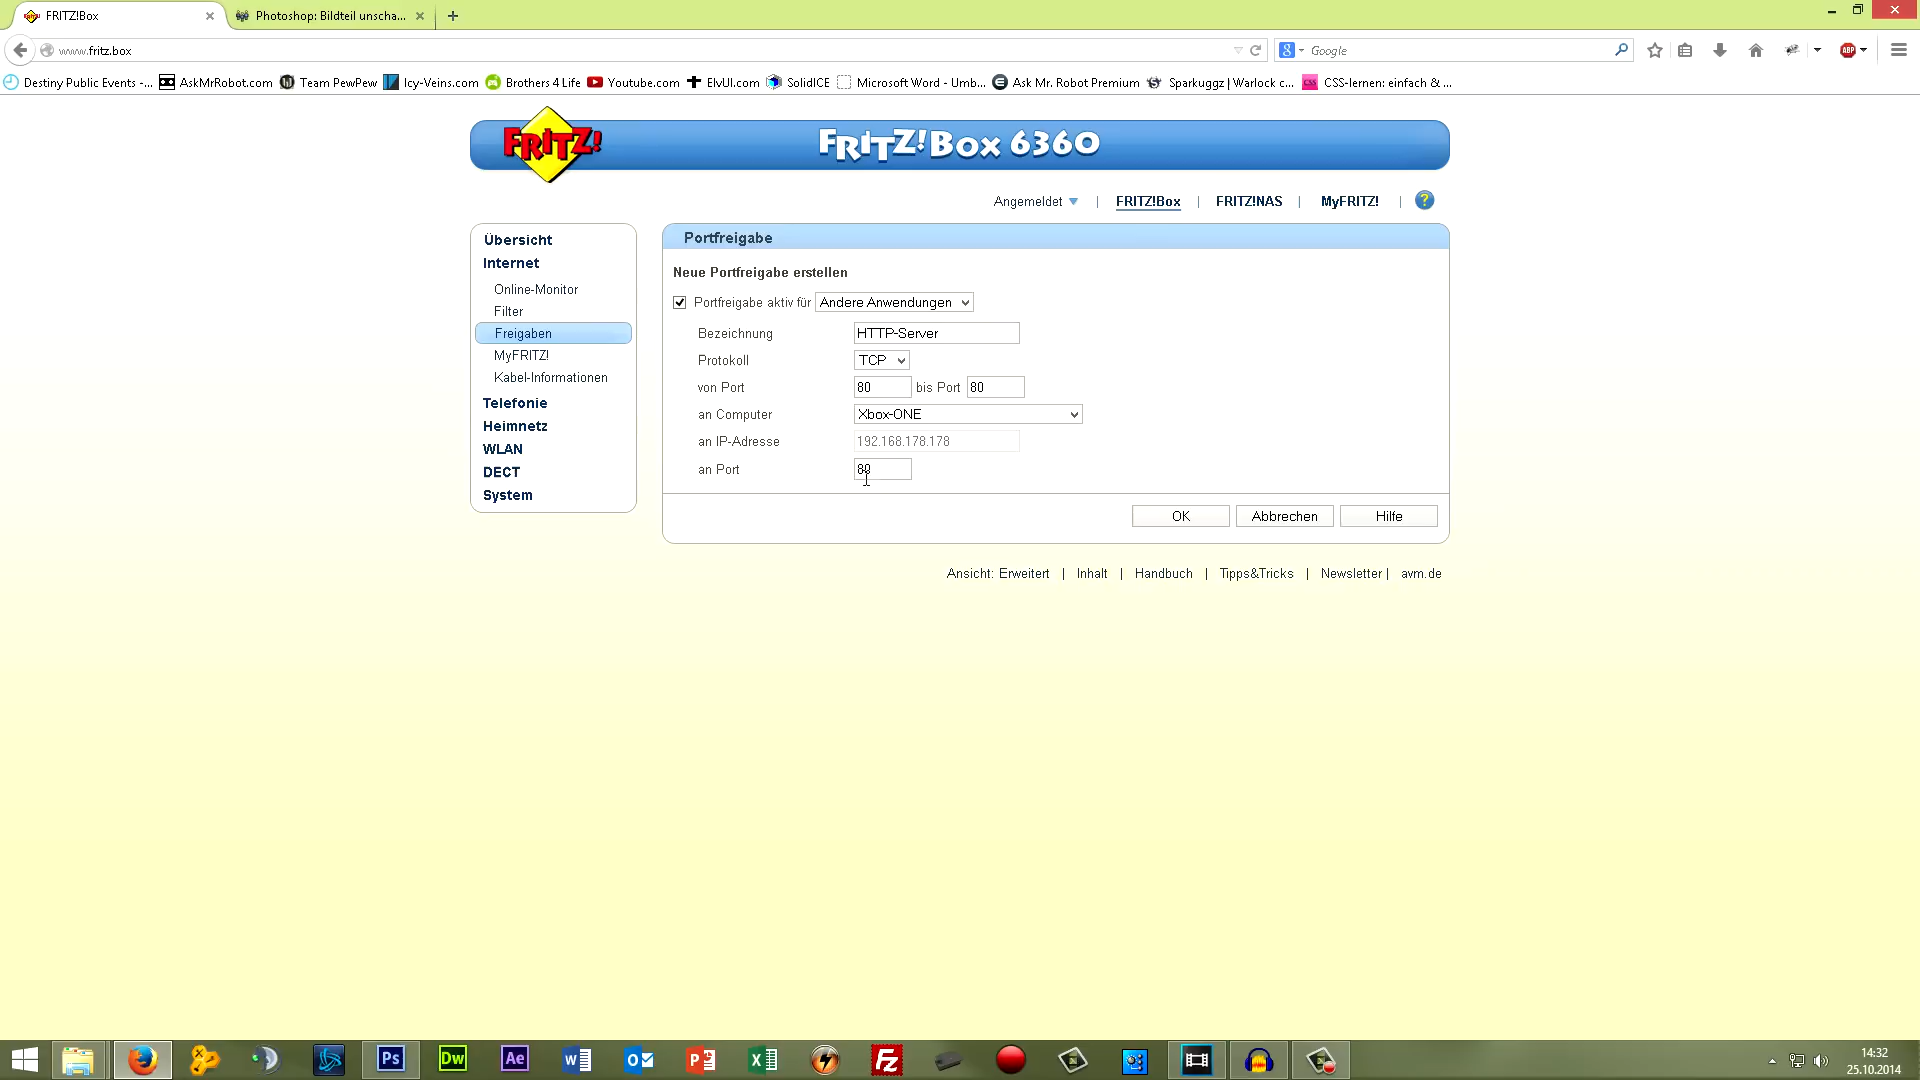 FRITZ!Box
Photoshop: Bildteil unscha...
www.fritz.box
Google
Destiny Public Events -... AskMrRobot.com Team PewPew Icy-Veins.com Brothers 4 Life Youtube.com ElvUI.com SolidICE Microsoft Word - Umb... Ask Mr. Robot Premium Sparkuggz | Warlock c... CSS-lernen: einfach & ...
FRITZ!
FRITZ!Box 6360
Angemeldet | FRITZ!Box | FRITZ!NAS | MyFRITZ! | ?
Übersicht
Internet
Online-Monitor
Filter
Freigaben
MyFRITZ!
Kabel-Informationen
Telefonie
Heimnetz
WLAN
DECT
System
Portfreigabe
Neue Portfreigabe erstellen
Portfreigabe aktiv für Andere Anwendungen
Bezeichnung HTTP-Server
Protokoll TCP
von Port 80 bis Port 80
an Computer Xbox-ONE
an IP-Adresse 192.168.178.178
an Port 80
OK Abbrechen Hilfe
Ansicht: Erweitert | Inhalt | Handbuch | Tipps&Tricks | Newsletter | avm.de
Ps Dw Ae
14:32
25.10.2014